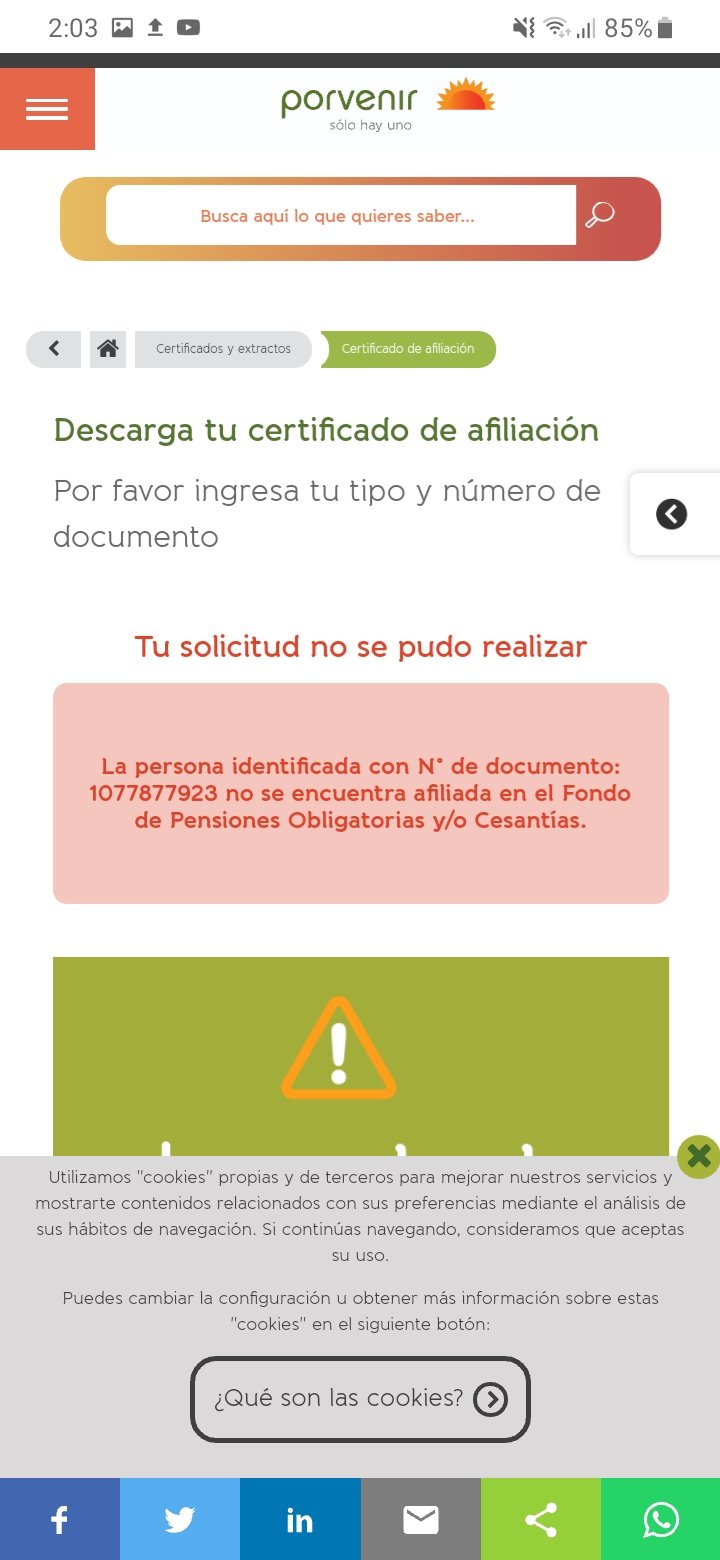 2:03
85%
porvenir
sólo hay uno
Busca aquí lo que quieres saber...
Certificados y extractos
Certificado de afiliación
Descarga tu certificado de afiliación
Por favor ingresa tu tipo y número de
documento
Tu solicitud no se pudo realizar
La persona identificada con N° de documento:
1077877923 no se encuentra afiliada en el Fondo
de Pensiones Obligatorias y/o Cesantías.
Utilizamos "cookies" propias y de terceros para mejorar nuestros servicios y
mostrarte contenidos relacionados con sus preferencias mediante el análisis de
sus hábitos de navegación. Si continúas navegando, consideramos que aceptas
su uso.
Puedes cambiar la configuración u obtener más información sobre estas
"cookies" en el siguiente botón:
¿Qué son las cookies?